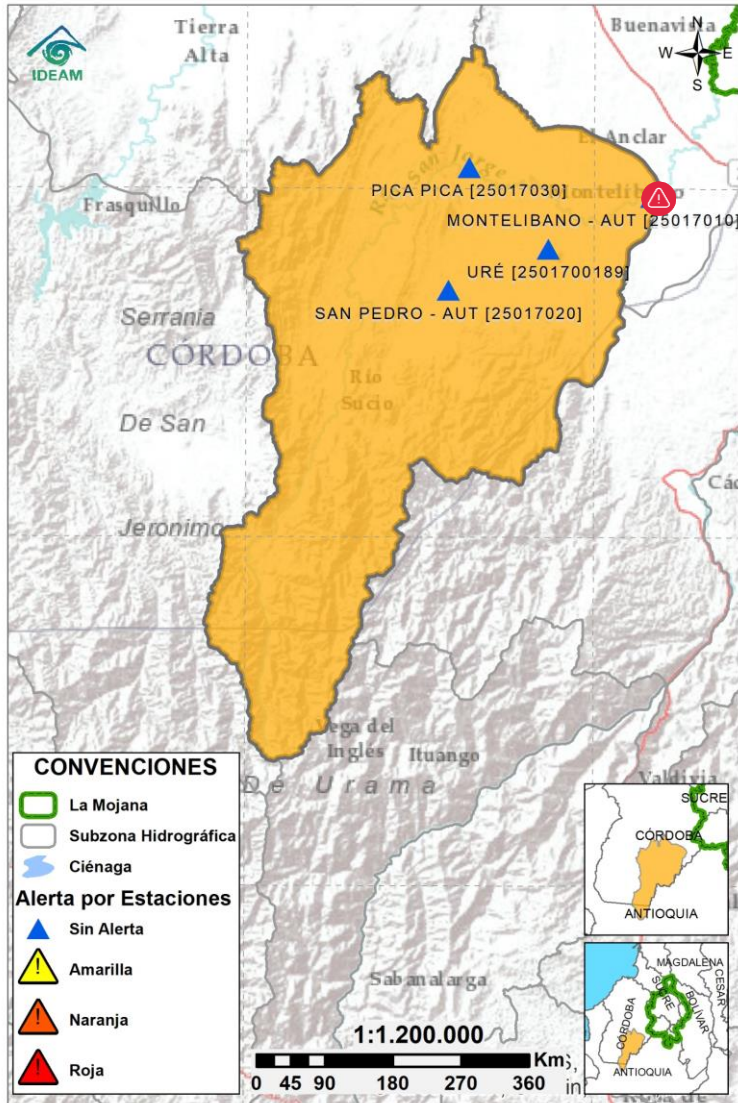 IDEAM
Tierra
Alta
Buenavista
N
W
E
S
El Anclar
PICA PICA [25017030]
Frasquillo
MONTELIBANO - AUT [25017010]
URÉ [2501700189]
SAN PEDRO - AUT [25017020]
Serrania
CÓRDOBA
Río
Sucio
De San
Jeronimo
Các
Vega del
Inglés
Ituango
De Urama
Valdivia
Sabanalarga
CONVENCIONES
La Mojana
Subzona Hidrográfica
Ciénaga
Alerta por Estaciones
Sin Alerta
Amarilla
Naranja
Roja
1:1.200.000
Km
0 45 90 180 270 360
SUCRE
CÓRDOBA
ANTIOQUIA
MAGDALENA
CESAR
SUCRE
BOLÍVAR
CÓRDOBA
ANTIOQUIA